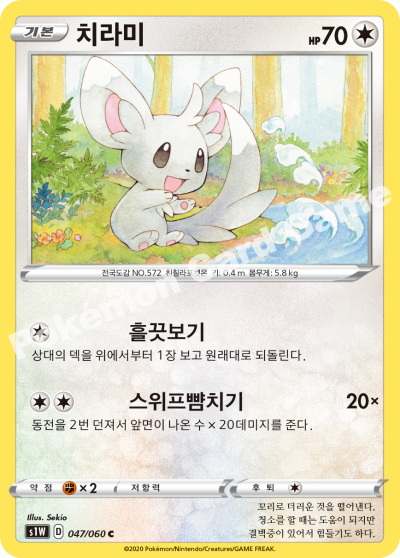 기본 치라미 HP 70
전국도감 NO.572 친칠라포켓몬 키: 0.4 m 몸무게: 5.8 kg
흘끗보기
상대의 덱을 위에서부터 1장 보고 원래대로 되돌린다.
스위프뺨치기 20×
동전을 2번 던져서 앞면이 나온 수 × 20데미지를 준다.
약점 ×2 저항력 후퇴
Illus. Sekio
s1W D 047/060 C
꼬리로 더러운 것을 떨어낸다.
청소를 할 때는 도움이 되지만
결벽증이 있어서 힘들기도 하다.
©2020 Pokémon/Nintendo/Creatures/GAME FREAK.
Pokémon Card Game